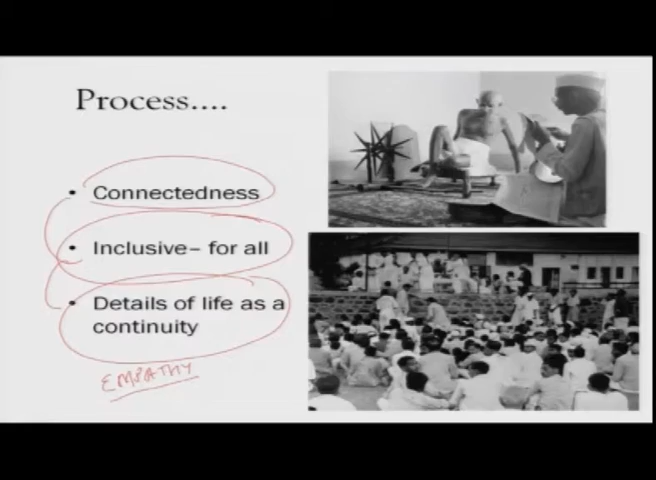 Process....
• Connectedness
• Inclusive– for all
• Details of life as a
continuity
EMPATHY